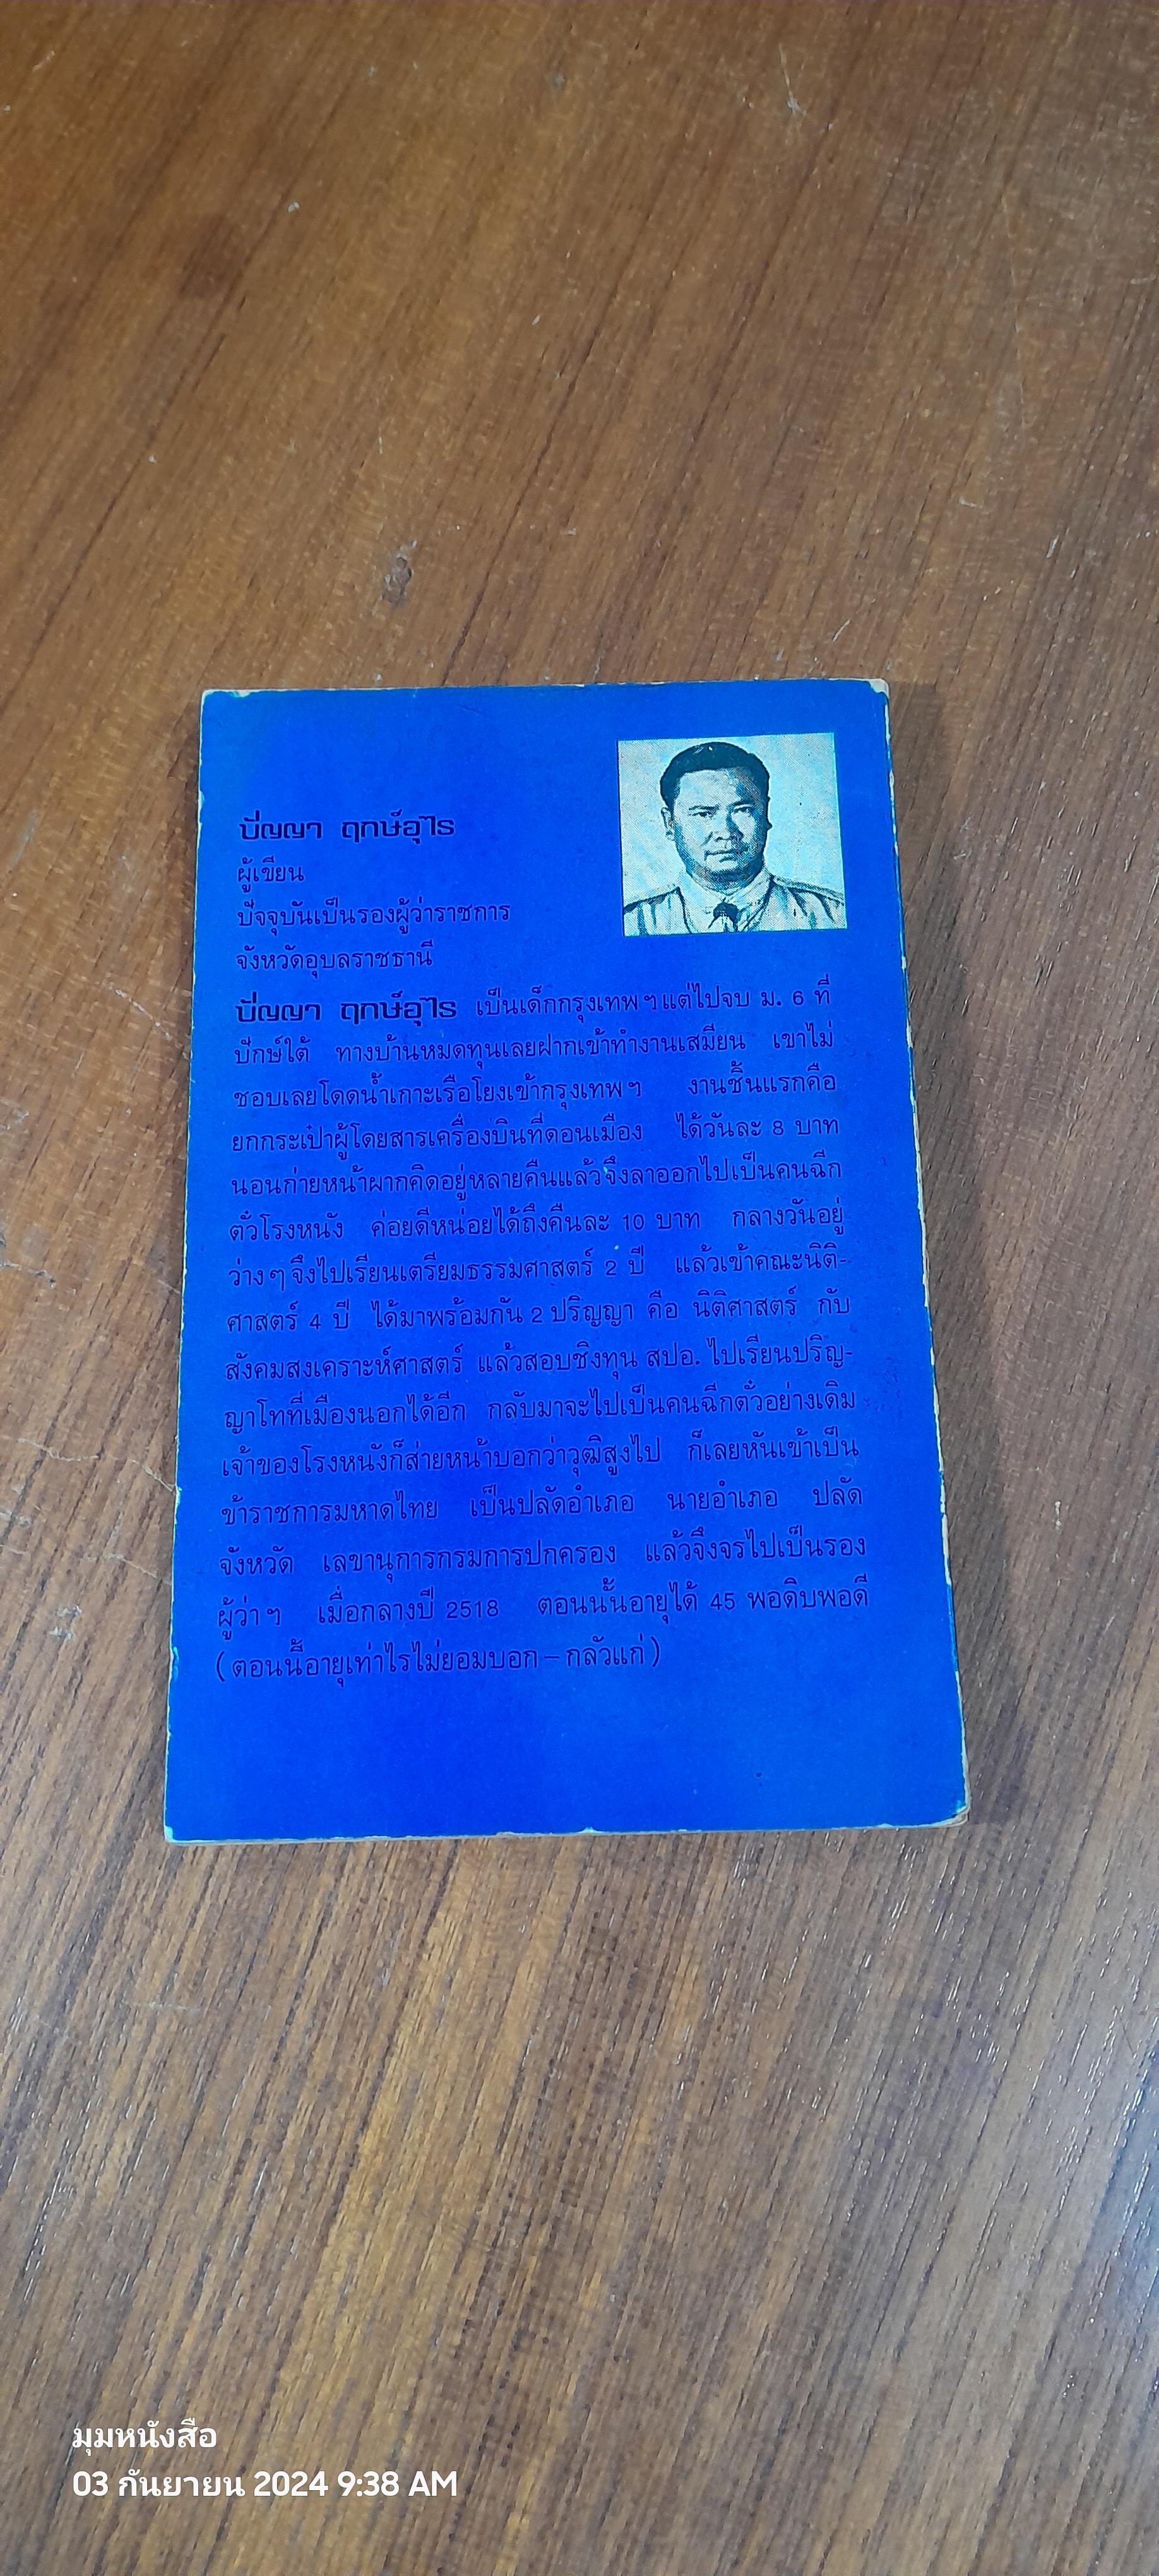 ปัญญา ฤกษ์อุไร
ผู้เขียน
ปัจจุบันเป็นรองผู้ว่าราชการ
จังหวัดอุบลราชธานี
ปัญญา ฤกษ์อุไร เป็นเด็กกรุงเทพฯ แต่ไปจบ ม. 6 ที่
ปักษ์ใต้ ทางบ้านหมดทุนเลยฝากเข้าทำงานเสมียน เขาไม่
ชอบเลยโดดน้ำเกาะเรือโยงเข้ากรุงเทพฯ งานชิ้นแรกคือ
ยกกระเป๋าผู้โดยสารเครื่องบินที่ดอนเมือง ได้วันละ 8 บาท
นอนก่ายหน้าผากคิดอยู่หลายคืนแล้วจึงลาออกไปเป็นคนฉีก
ตั๋วโรงหนัง ค่อยดีหน่อยได้ถึงคืนละ 10 บาท กลางวันอยู่
ว่างๆ จึงไปเรียนเตรียมธรรมศาสตร์ 2 ปี แล้วเข้าคณะนิติ-
ศาสตร์ 4 ปี ได้มาพร้อมกัน 2 ปริญญา คือ นิติศาสตร์ กับ
สังคมสงเคราะห์ศาสตร์ แล้วสอบชิงทุน สปอ. ไปเรียนปริญ-
ญาโทที่เมืองนอกได้อีก กลับมาจะไปเป็นคนฉีกตั๋วอย่างเดิม
เจ้าของโรงหนังก็ส่ายหน้าบอกว่าวุฒิสูงไป ก็เลยหันเข้าเป็น
ข้าราชการมหาดไทย เป็นปลัดอำเภอ นายอำเภอ ปลัด
จังหวัด เลขานุการกรมการปกครอง แล้วจึงจรไปเป็นรอง
ผู้ว่าฯ เมื่อกลางปี 2518 ตอนนั้นอายุได้ 45 พอดิบพอดี
(ตอนนี้อายุเท่าไรไม่ยอมบอก – กลัวแก่)
มุมหนังสือ
03 กันยายน 2024 9:38 AM